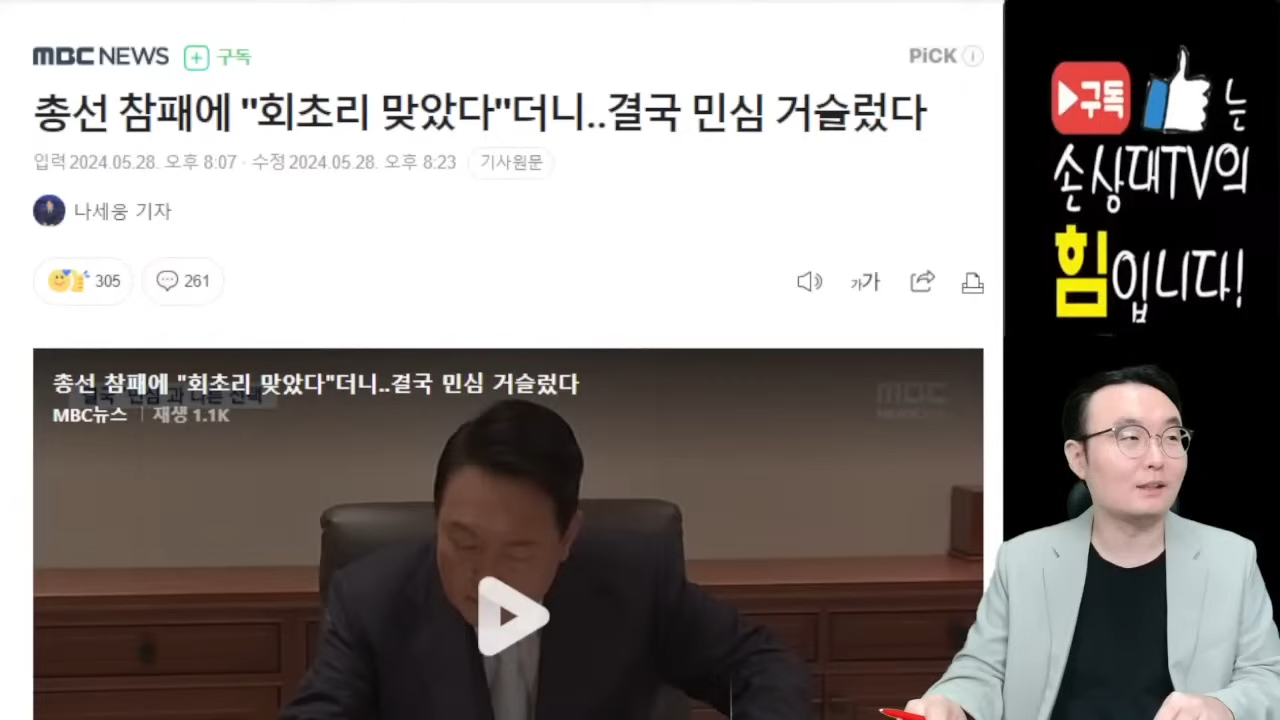 MBC NEWS + 구독
PiCK i
총선 참패에 "회초리 맞았다"더니..결국 민심 거슬렀다
입력 2024.05.28. 오후 8:07 · 수정 2024.05.28. 오후 8:23 기사원문
나세웅 기자
305 261
가가
총선 참패에 "회초리 맞았다"더니..결국 민심 거슬렀다
MBC뉴스 | 재생 1.1K
MBC
구독 는
손상대TV의
힘입니다!